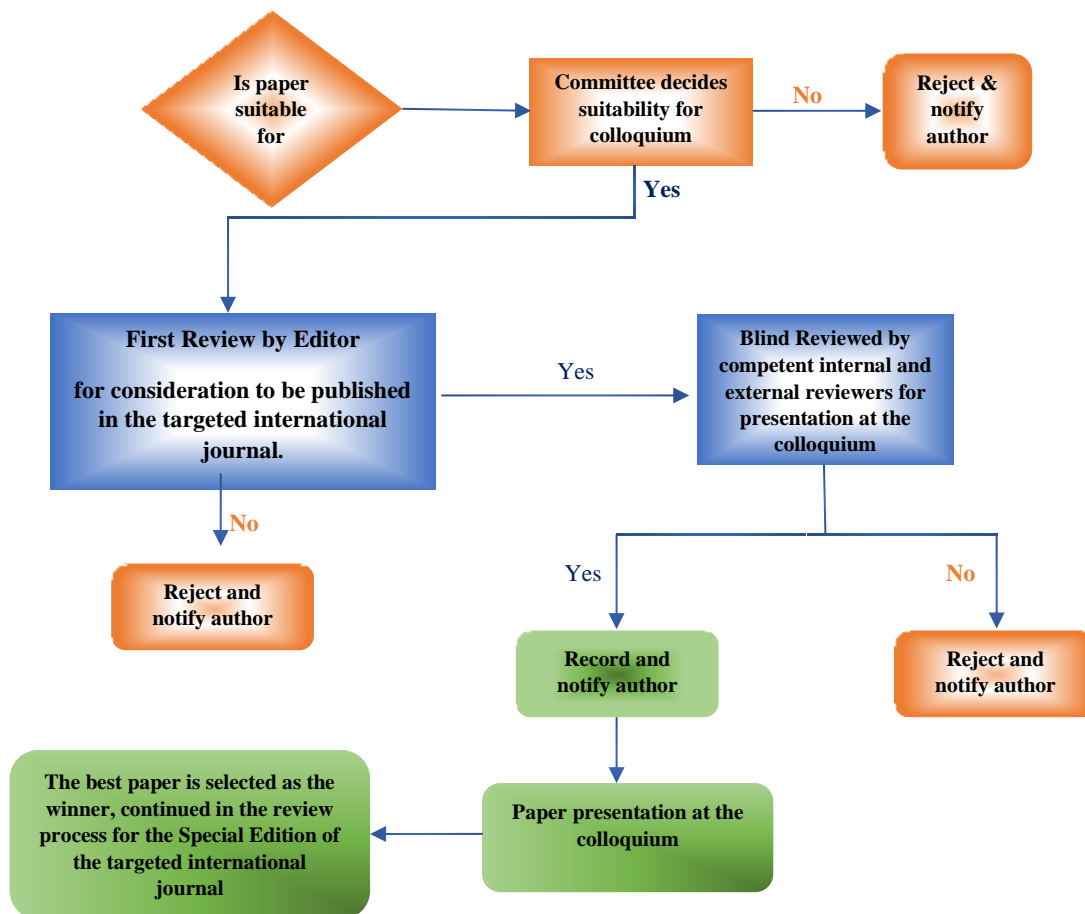 Is paper
suitable
for
Committee decides
suitability for
colloquium
No
Reject &
notify
author
Yes
First Review by Editor
for consideration to be published
in the targeted international
journal.
Yes
Blind Reviewed by
competent internal and
external reviewers for
presentation at the
colloquium
No
Reject and
notify author
Yes
No
Record and
notify author
Reject and
notify author
The best paper is selected as the
winner, continued in the review
process for the Special Edition of
the targeted international
journal
Paper presentation at the
colloquium